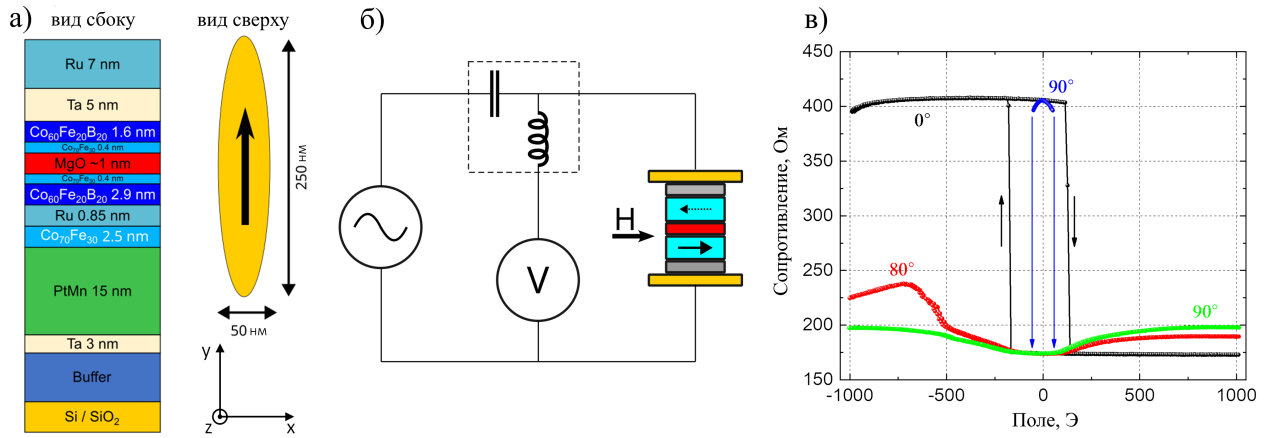 а)
вид сбоку
вид сверху
Ru 7 nm
Ta 5 nm
Co₆₀Fe₂₀B₂₀ 1.6 nm
Co₇₀Fe₃₀ 0.4 nm
MgO ~1 nm
Co₇₀Fe₃₀ 0.4 nm
Co₆₀Fe₂₀B₂₀ 2.9 nm
Ru 0.85 nm
Co₇₀Fe₃₀ 2.5 nm
PtMn 15 nm
Ta 3 nm
Buffer
Si / SiO₂
250 нм
50 нм
y
z
x
б)
V
H
в)
Сопротивление, Ом
450
400
350
300
250
200
150
0°
90°
80°
90°
-1000
-500
0
500
1000
Поле, Э